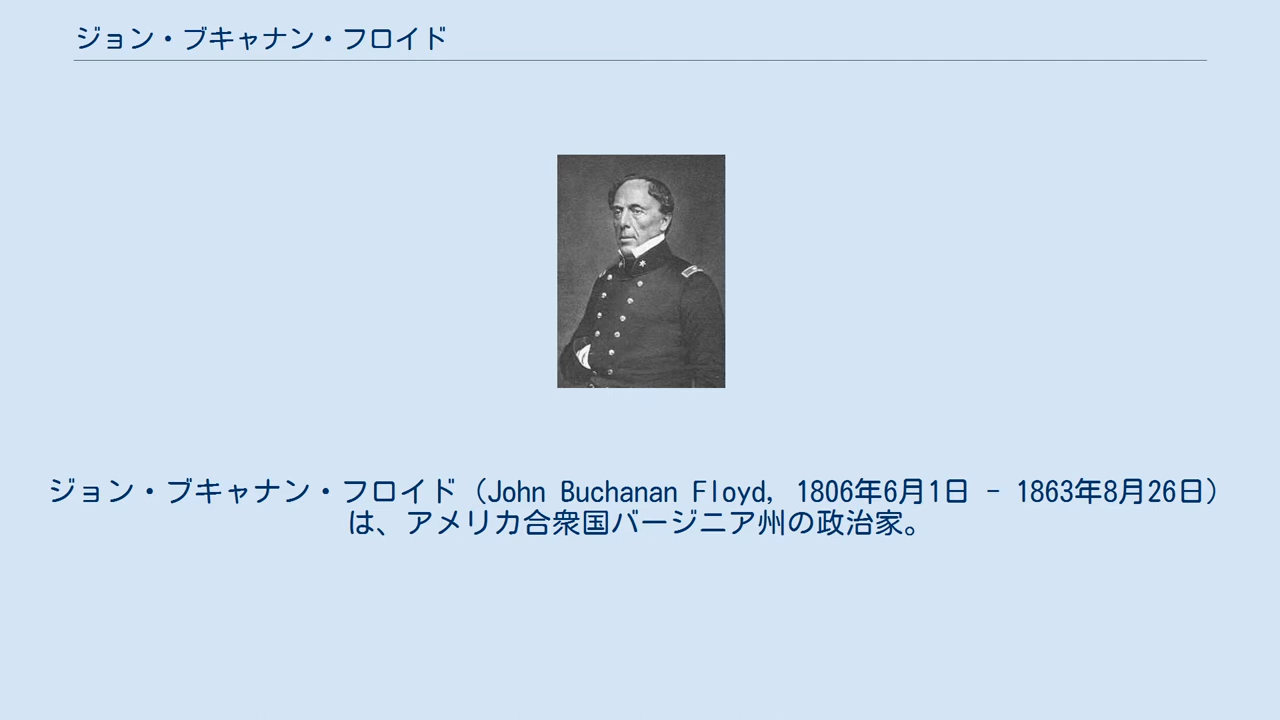 ジョン・ブキャナン・フロイド
ジョン・ブキャナン・フロイド（John Buchanan Floyd, 1806年6月1日 - 1863年8月26日）
は、アメリカ合衆国バージニア州の政治家。